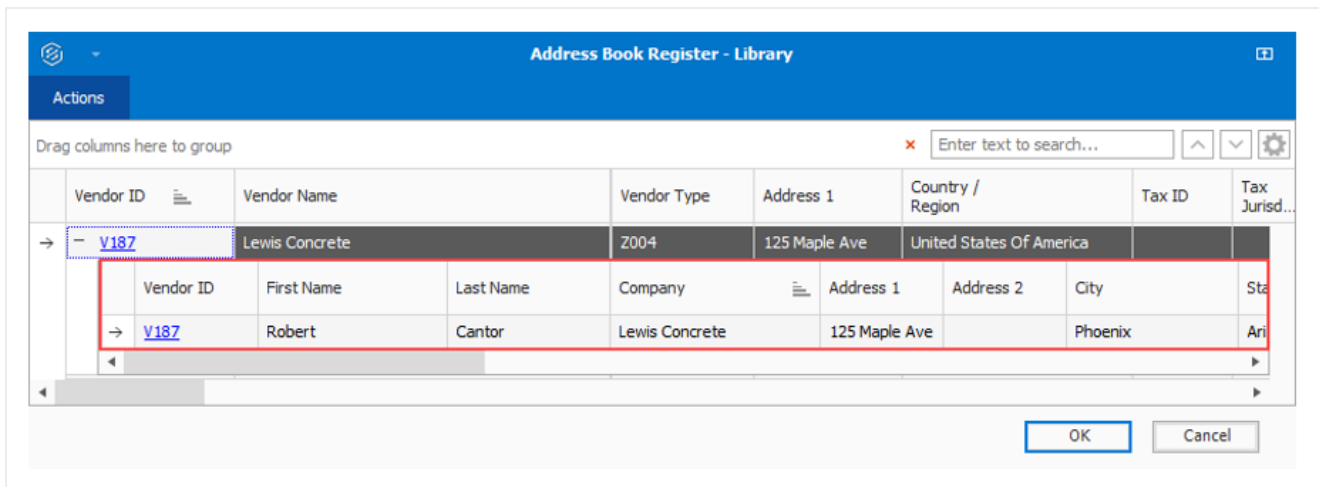 Address Book Register - Library
Actions
Drag columns here to group × Enter text to search...
Vendor ID Vendor Name Vendor Type Address 1 Country / Region Tax ID Tax Jurisd...
→ − V187 Lewis Concrete Z004 125 Maple Ave United States Of America
Vendor ID First Name Last Name Company Address 1 Address 2 City Sta
→ V187 Robert Cantor Lewis Concrete 125 Maple Ave Phoenix Ari
OK Cancel